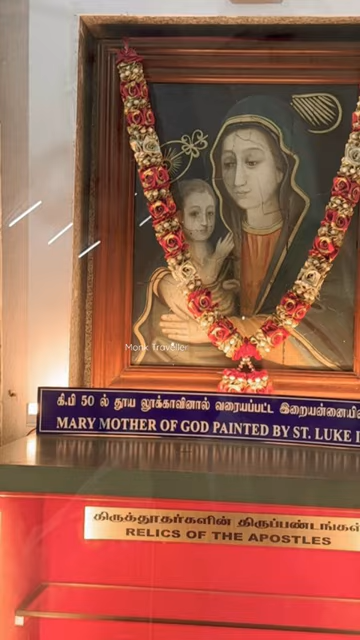 Monk Traveller
கி.பி 50 ல் தூய லூக்காவினால் வரையப்பட்ட
MARY MOTHER OF GOD PAINTED BY ST. LUKE
திருத்தூதர்களின் திருப்பண்டங்கள்
RELICS OF THE APOSTLES